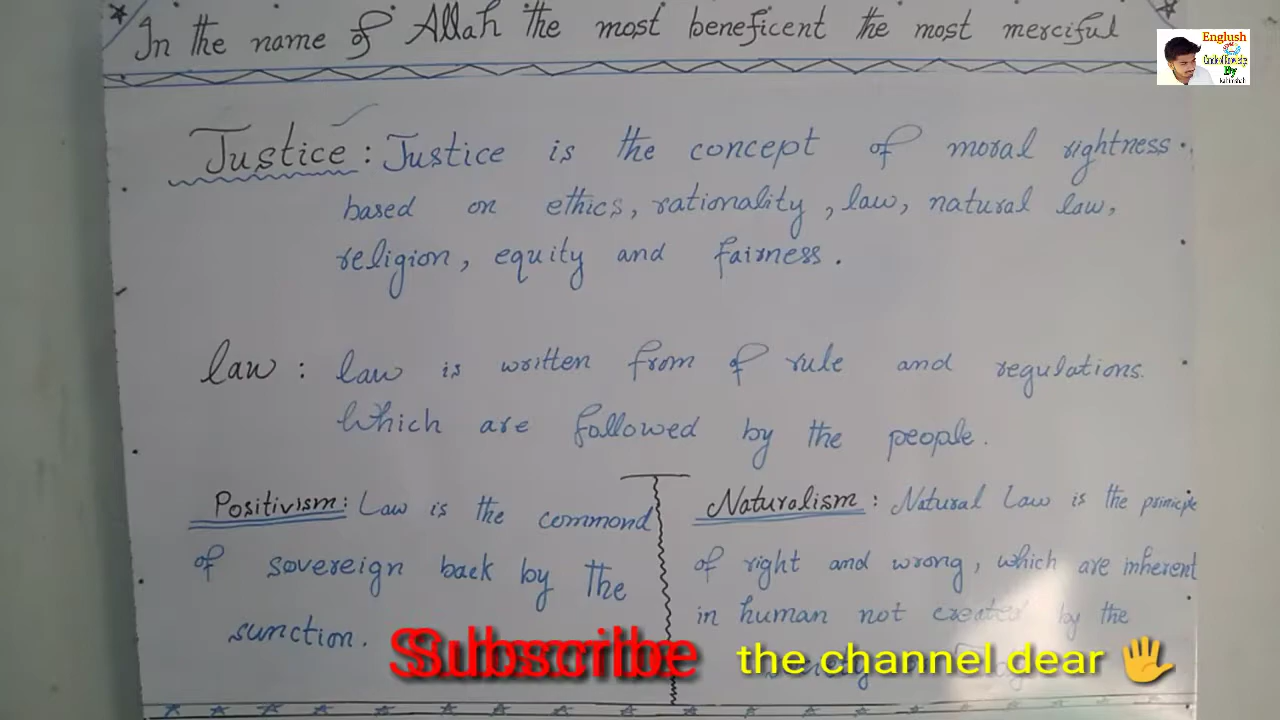 In the name of Allah the most beneficent the most merciful
Englush
By
Justice : Justice is the concept of moral rightness
based on ethics, rationality, law, natural law,
religion, equity and fairness.
law : law is written from of rule and regulations.
Which are followed by the people.
Positivism: Law is the commond
of sovereign back by the
sunction.
Naturalism : Natural Law is the principle
of right and wrong, which are inherent
in human not created by the
Subscribe the channel dear 🖐